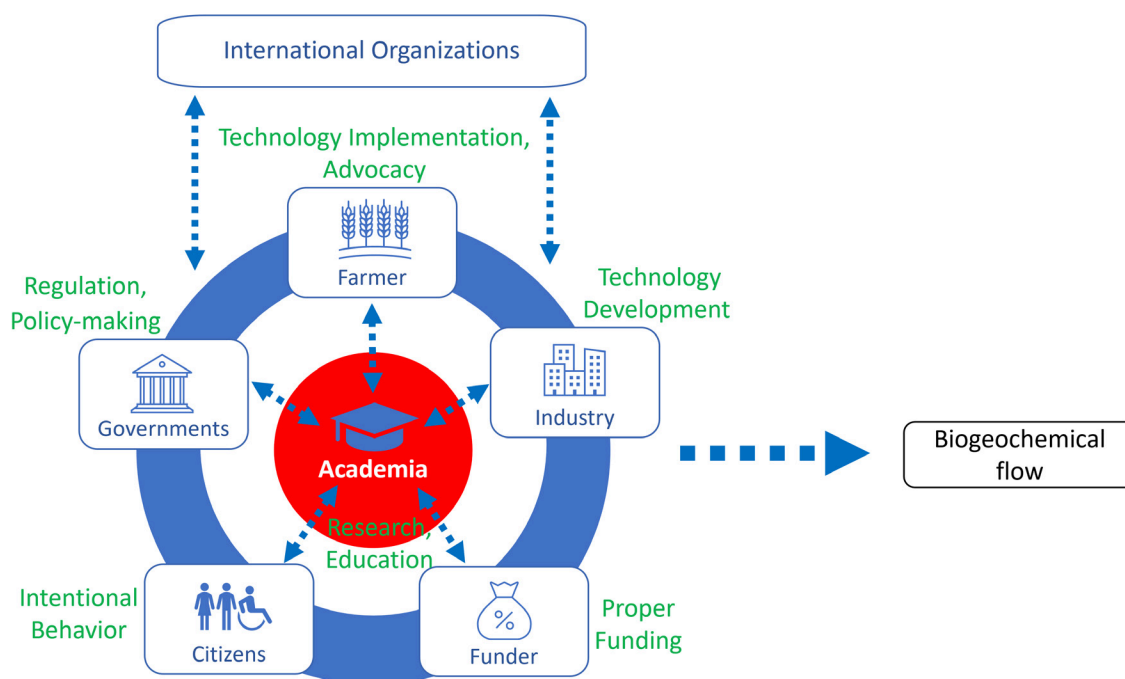 International Organizations
Technology Implementation,
Advocacy
Farmer
Regulation,
Policy-making
Technology
Development
Governments
Industry
Academia
Biogeochemical
flow
Research,
Education
Intentional
Behavior
Citizens
%
Funder
Proper
Funding